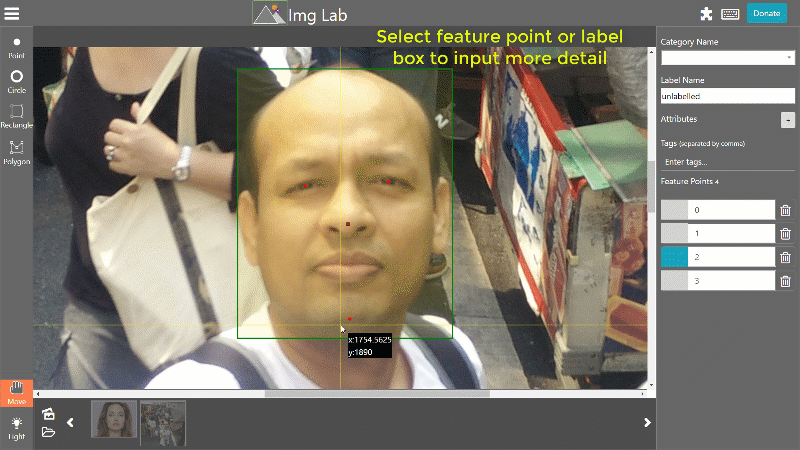 Img Lab
Donate
Select feature point or label
box to input more detail
Point
Circle
Rectangle
Polygon
Move
Light
x:1754.5625
y:1890
Category Name
Label Name
unlabelled
Attributes
+
Tags (separated by comma)
Enter tags...
Feature Points 4
0
1
2
3